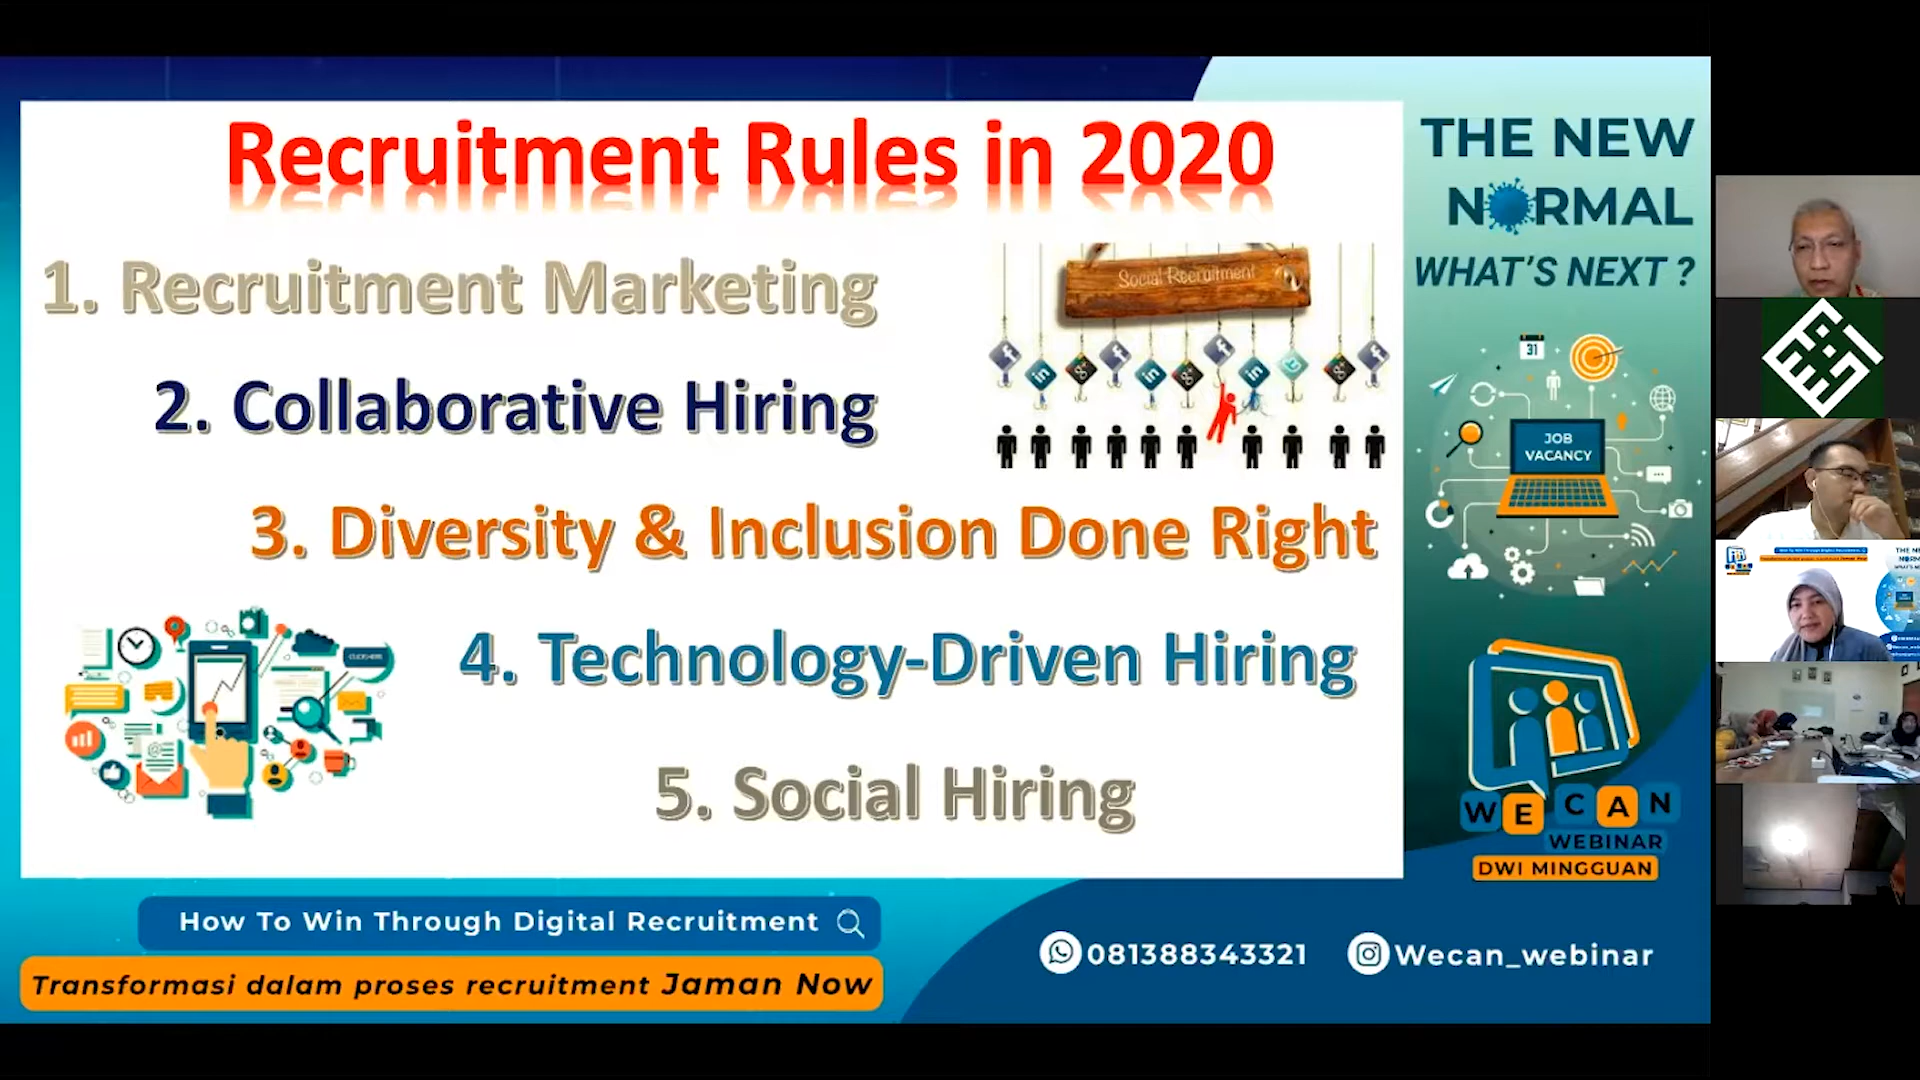 Recruitment Rules in 2020
1. Recruitment Marketing
2. Collaborative Hiring
3. Diversity & Inclusion Done Right
4. Technology-Driven Hiring
5. Social Hiring
Social Recruitment
THE NEW
NORMAL
WHAT'S NEXT ?
31
JOB
VACANCY
WE CAN
WEBINAR
DWI MINGGUAN
How To Win Through Digital Recruitment
Transformasi dalam proses recruitment Jaman Now
081388343321
Wecan_webinar